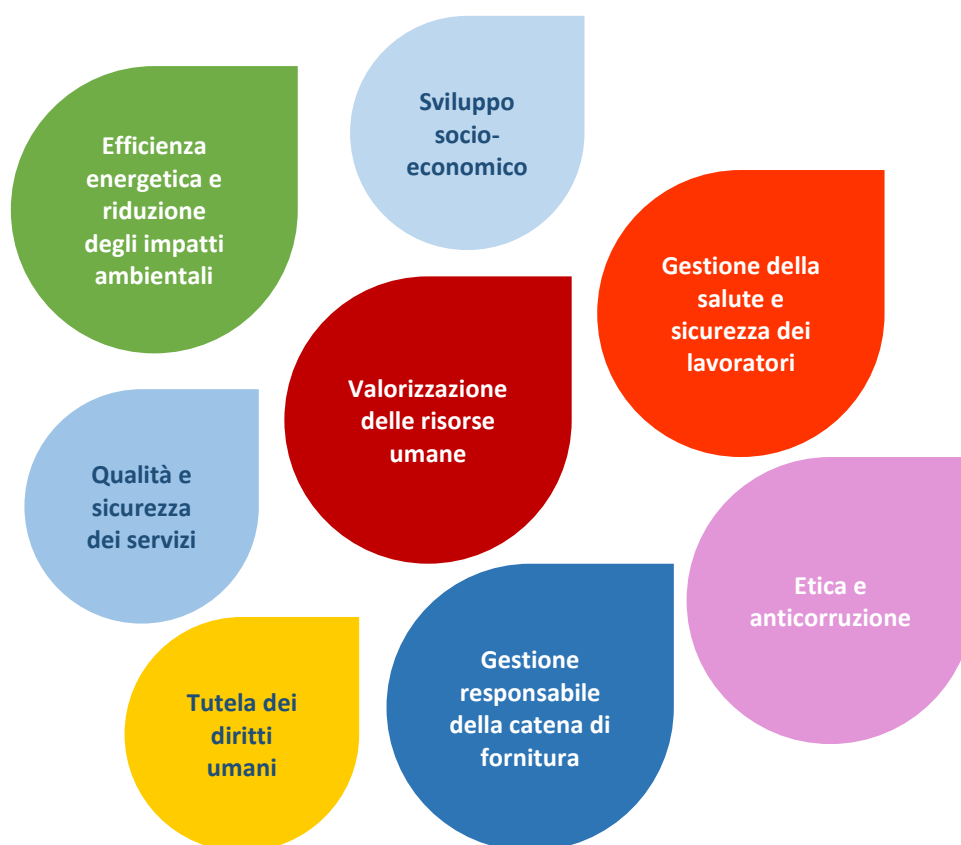 Sviluppo
socio-
economico
Efficienza
energetica e
riduzione
degli impatti
ambientali
Gestione della
salute e
sicurezza dei
lavoratori
Valorizzazione
delle risorse
umane
Qualità e
sicurezza
dei servizi
Etica e
anticorruzione
Gestione
responsabile
della catena di
fornitura
Tutela dei
diritti
umani